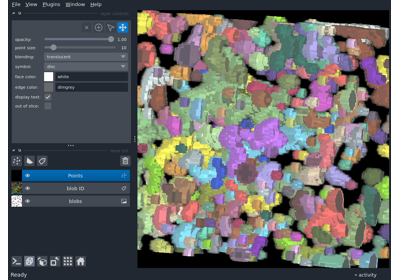 File View Plugins Window Help
opacity: 1.00
point size: 10
blending: translucent
symbol: disc
face color: white
edge color: dimgrey
display text:
out of slice:
Points
blob ID
blobs
Ready
activity